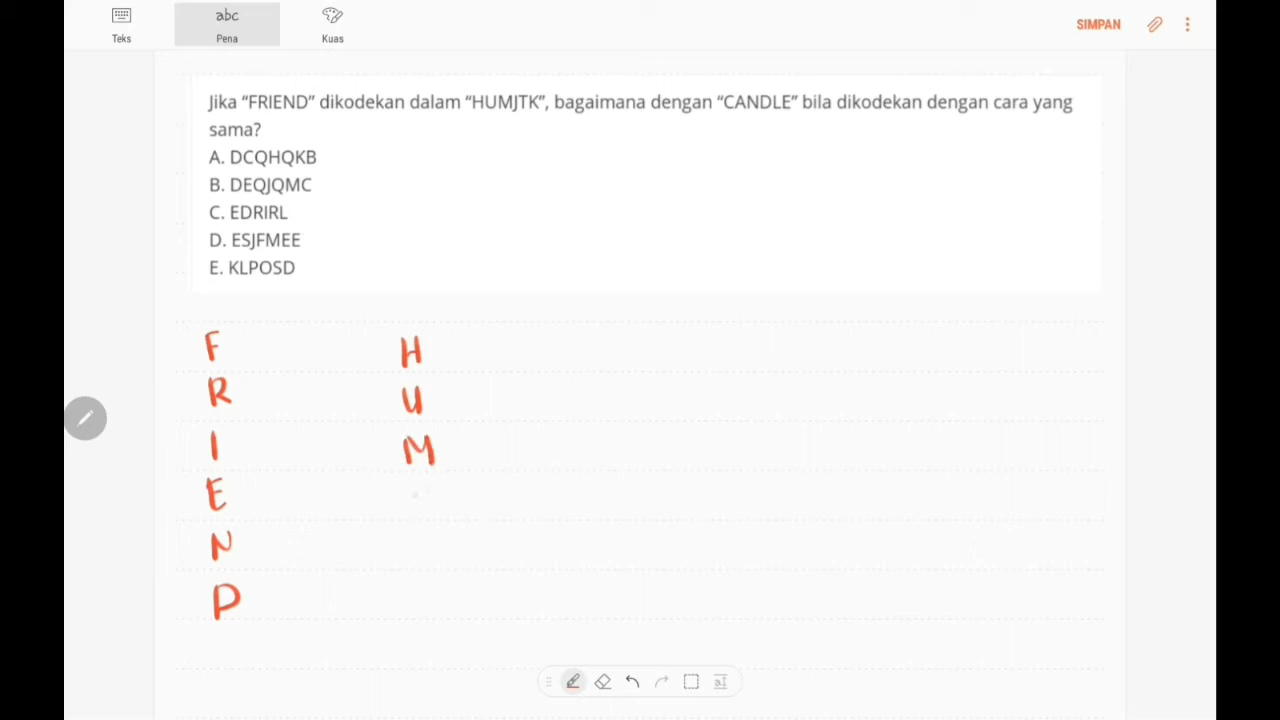 Teks
abc
Pena
Kuas
SIMPAN
Jika “FRIEND” dikodekan dalam “HUMJTK”, bagaimana dengan “CANDLE” bila dikodekan dengan cara yang
sama?
A. DCQHQKB
B. DEQJQMC
C. EDRIRL
D. ESJFMEE
E. KLPOSD
F H
R U
I M
E
N
D
aI